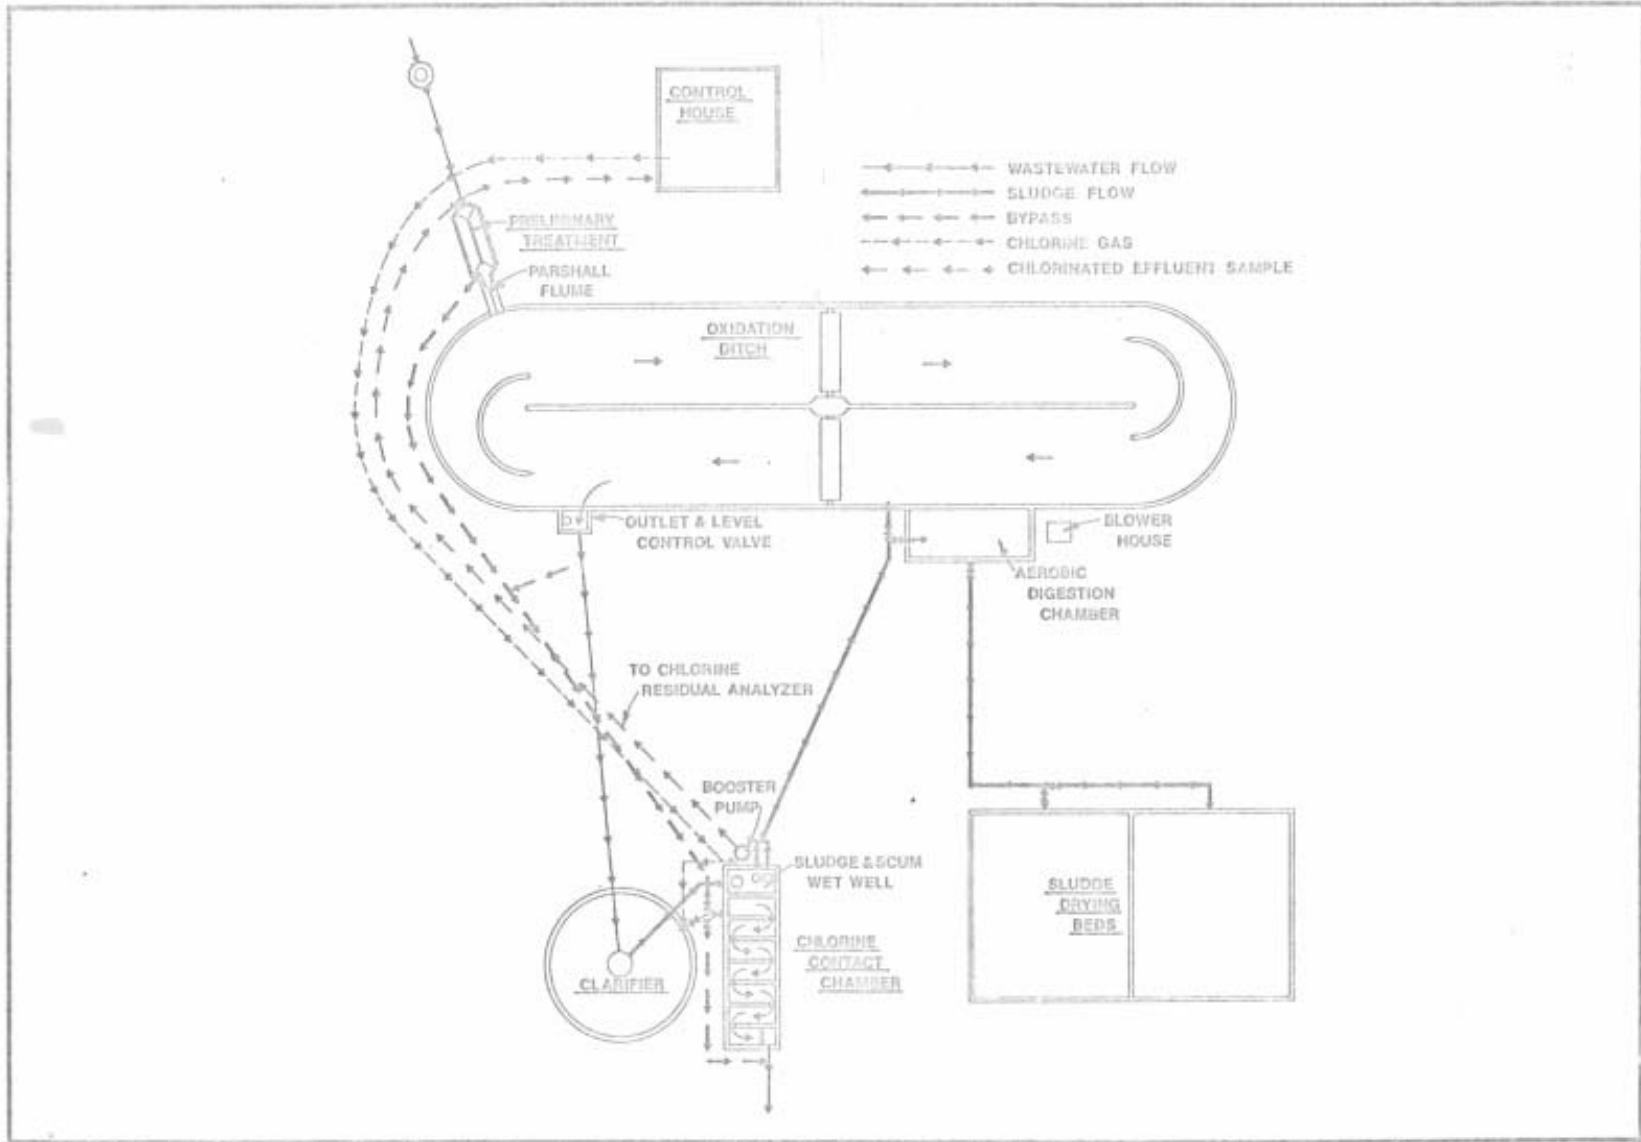 CONTROL
HOUSE
WASTEWATER FLOW
SLUDGE FLOW
BYPASS
CHLORINE GAS
CHLORINATED EFFLUENT SAMPLE
PRELIMINARY
TREATMENT
PARSHALL
FLUME
OXIDATION
DITCH
OUTLET & LEVEL
CONTROL VALVE
BLOWER
HOUSE
AEROBIC
DIGESTION
CHAMBER
TO CHLORINE
RESIDUAL ANALYZER
BOOSTER
PUMP
SLUDGE & SCUM
WET WELL
CHLORINE
CONTACT
CHAMBER
CLARIFIER
SLUDGE
DRYING
BEDS